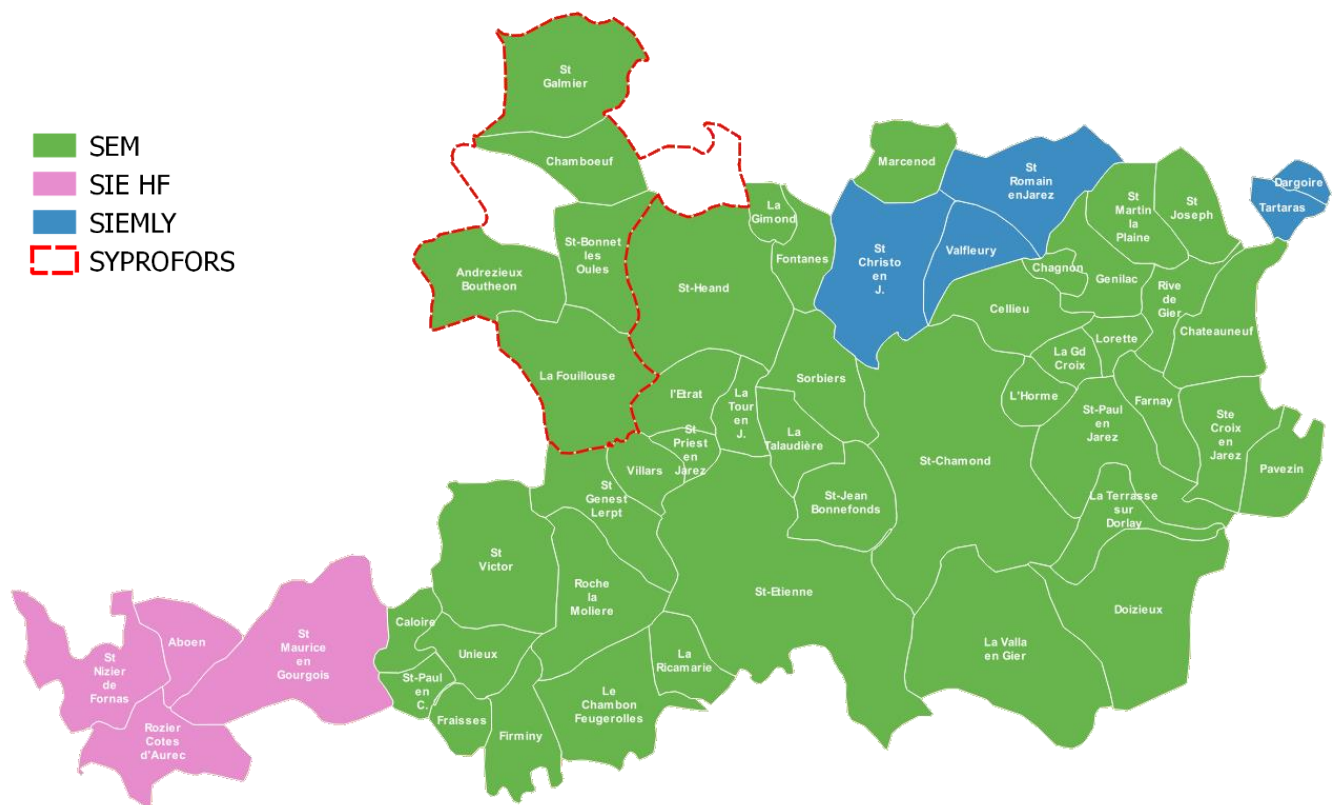 SEM
SIE HF
SIEMLY
SYPROFORS
St
Galmier
Chamboeuf
St-Bonnet
les
Oules
Andrezieux
Boutheon
La Fouillouse
St-Heand
La
Gimond
Fontanes
Marcenod
St
Romain
enJarez
St
Christo
en
J.
Valfleury
St
Martin
la
Plaine
St
Joseph
Dargoire
Tartaras
Chagnon
Genilac
Cellieu
Rive
de
Gier
Chateauneuf
Lorette
La Gd
Croix
L'Horme
Farnay
St-Paul
en
Jarez
Ste
Croix
en
Jarez
Pavezin
Sorbiers
l'Etrat
La
Tour
en
J.
La
Talaudière
St
Priest
en
Jarez
Villars
St
Genest
Lerpt
St-Jean
Bonnefonds
St-Chamond
La Terrasse
sur
Dorlay
St
Victor
Roche
la
Moliere
St-Etienne
Doizieux
La Valla
en Gier
Caloire
Unieux
La
Ricamarie
St-Paul
en
C.
Fraisses
Firminy
Le
Chambon
Feugerolles
St
Maurice
en
Gourgois
Aboen
St
Nizier
de
Fornas
Rozier
Cotes
d'Aurec